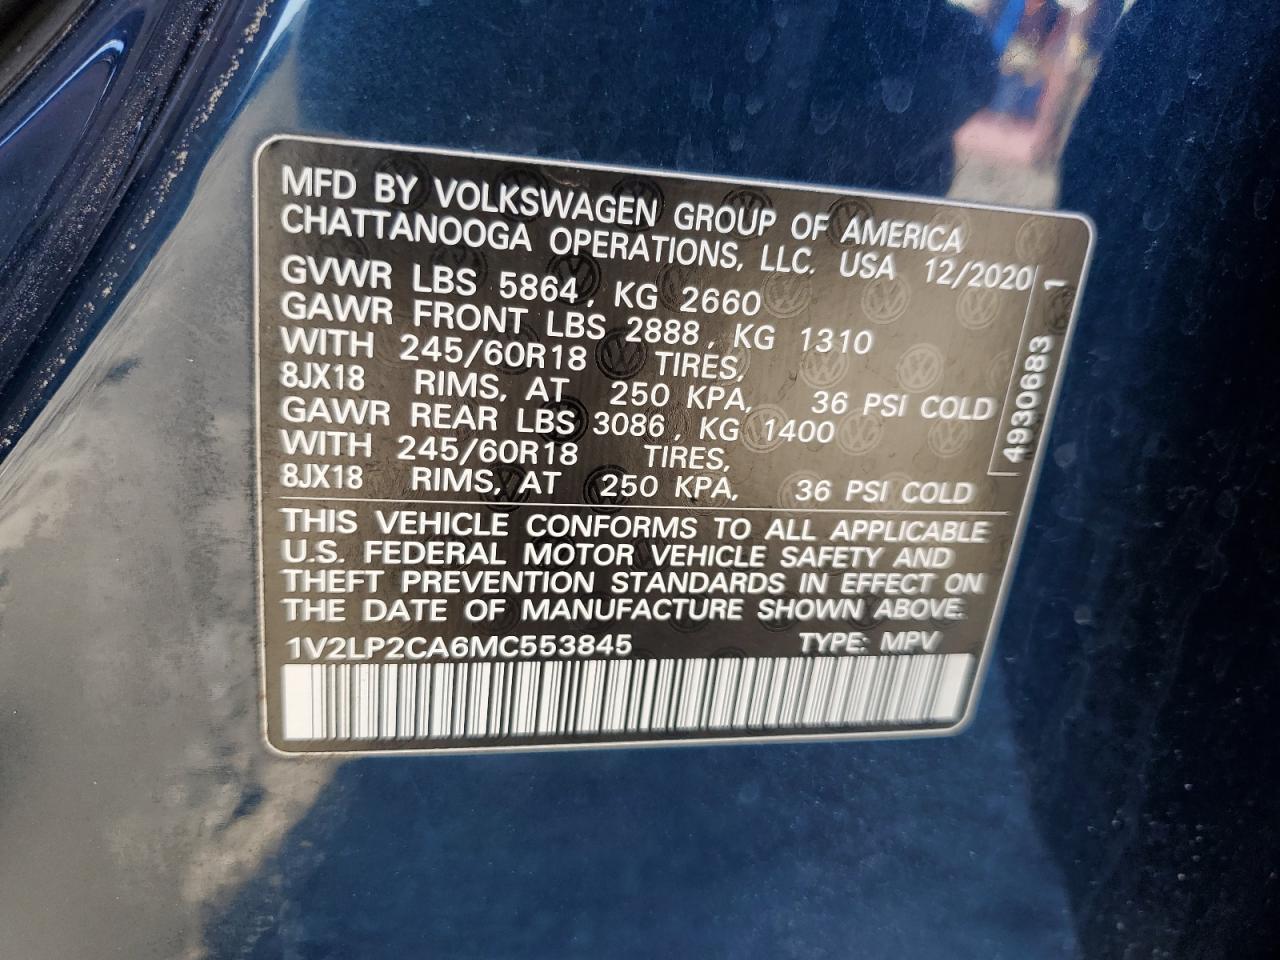 MFD BY VOLKSWAGEN GROUP OF AMERICA
CHATTANOOGA OPERATIONS, LLC. USA 12/2020
GVWR LBS 5864, KG 2660
GAWR FRONT LBS 2888, KG 1310
WITH 245/60R18 TIRES,
8JX18 RIMS, AT 250 KPA, 36 PSI COLD
GAWR REAR LBS 3086, KG 1400
WITH 245/60R18 TIRES,
8JX18 RIMS, AT 250 KPA, 36 PSI COLD
4930683 1
THIS VEHICLE CONFORMS TO ALL APPLICABLE
U.S. FEDERAL MOTOR VEHICLE SAFETY AND
THEFT PREVENTION STANDARDS IN EFFECT ON
THE DATE OF MANUFACTURE SHOWN ABOVE.
1V2LP2CA6MC553845 TYPE: MPV